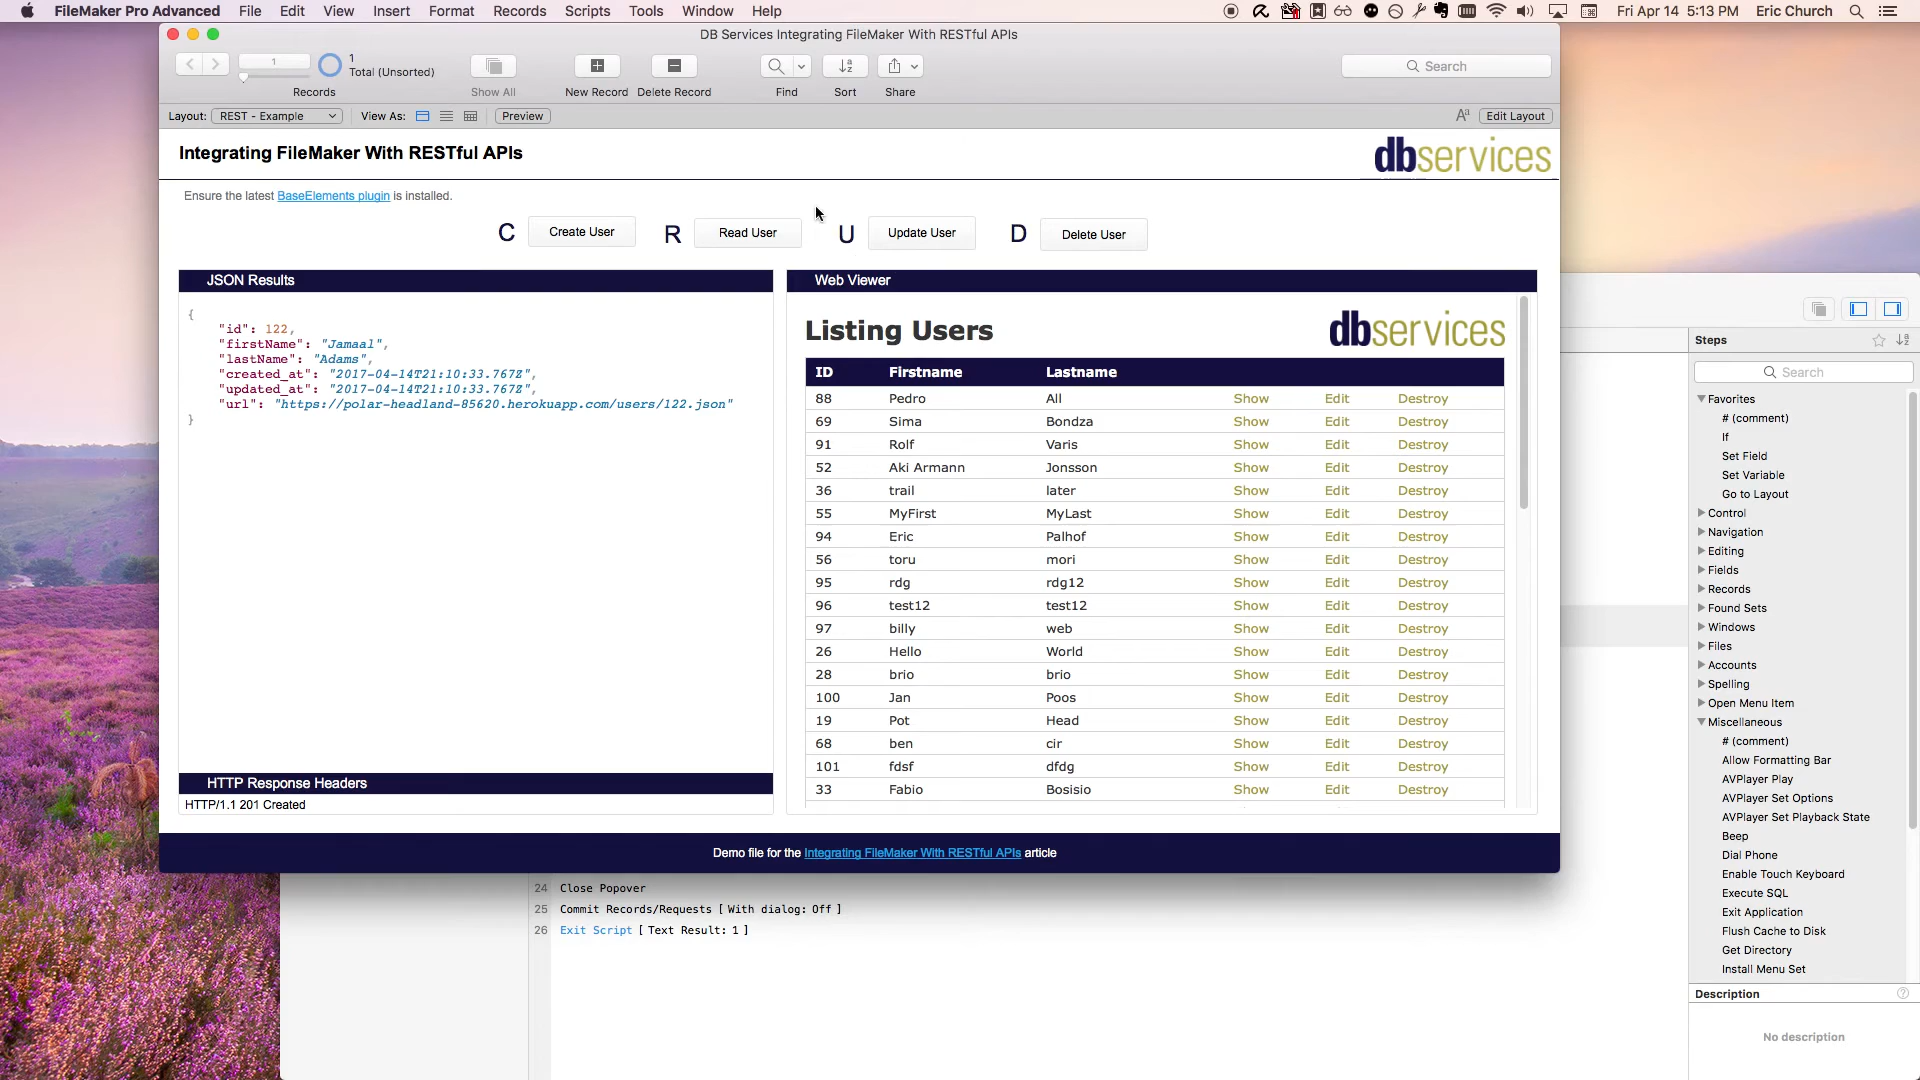 FileMaker Pro Advanced File Edit View Insert Format Records Scripts Tools Window Help Fri Apr 14 5:13 PM Eric Church
DB Services Integrating FileMaker With RESTful APIs
1 1 Total (Unsorted)
Records Show All New Record Delete Record Find Sort Share Search
Layout: REST - Example View As: Preview Aa Edit Layout
Integrating FileMaker With RESTful APIs dbservices
Ensure the latest BaseElements plugin is installed.
C Create User R Read User U Update User D Delete User
JSON Results
{
"id": 122,
"firstName": "Jamaal",
"lastName": "Adams",
"created_at": "2017-04-14T21:10:33.767Z",
"updated_at": "2017-04-14T21:10:33.767Z",
"url": "https://polar-headland-85620.herokuapp.com/users/122.json"
}
HTTP Response Headers
HTTP/1.1 201 Created
Web Viewer
Listing Users dbservices
ID Firstname Lastname
88 Pedro All Show Edit Destroy
69 Sima Bondza Show Edit Destroy
91 Rolf Varis Show Edit Destroy
52 Aki Armann Jonsson Show Edit Destroy
36 trail later Show Edit Destroy
55 MyFirst MyLast Show Edit Destroy
94 Eric Palhof Show Edit Destroy
56 toru mori Show Edit Destroy
95 rdg rdg12 Show Edit Destroy
96 test12 test12 Show Edit Destroy
97 billy web Show Edit Destroy
26 Hello World Show Edit Destroy
28 brio brio Show Edit Destroy
100 Jan Poos Show Edit Destroy
19 Pot Head Show Edit Destroy
68 ben cir Show Edit Destroy
101 fdsf dfdg Show Edit Destroy
33 Fabio Bosisio Show Edit Destroy
Demo file for the Integrating FileMaker With RESTful APIs article
24 Close Popover
25 Commit Records/Requests [ With dialog: Off ]
26 Exit Script [ Text Result: 1 ]
Steps
Search
Favorites
# (comment)
If
Set Field
Set Variable
Go to Layout
Control
Navigation
Editing
Fields
Records
Found Sets
Windows
Files
Accounts
Spelling
Open Menu Item
Miscellaneous
# (comment)
Allow Formatting Bar
AVPlayer Play
AVPlayer Set Options
AVPlayer Set Playback State
Beep
Dial Phone
Enable Touch Keyboard
Execute SQL
Exit Application
Flush Cache to Disk
Get Directory
Install Menu Set
Description
No description